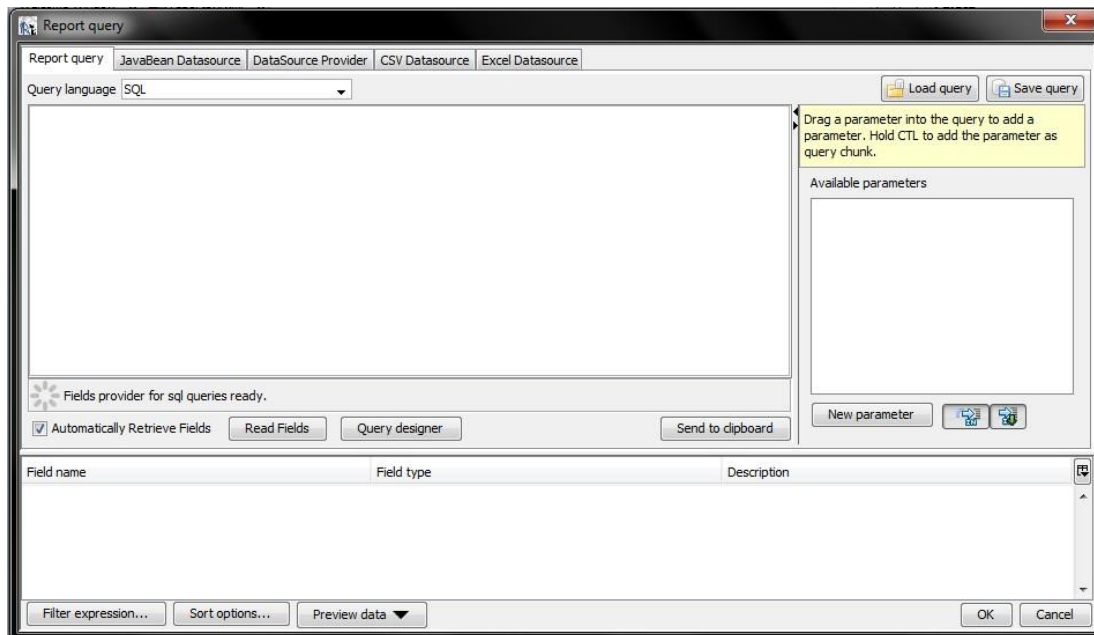 Report query
Report query JavaBean Datasource DataSource Provider CSV Datasource Excel Datasource
Query language SQL Load query Save query
Drag a parameter into the query to add a
parameter. Hold CTL to add the parameter as
query chunk.
Available parameters
Fields provider for sql queries ready.
New parameter
Automatically Retrieve Fields Read Fields Query designer Send to clipboard
Field name Field type Description
Filter expression... Sort options... Preview data OK Cancel